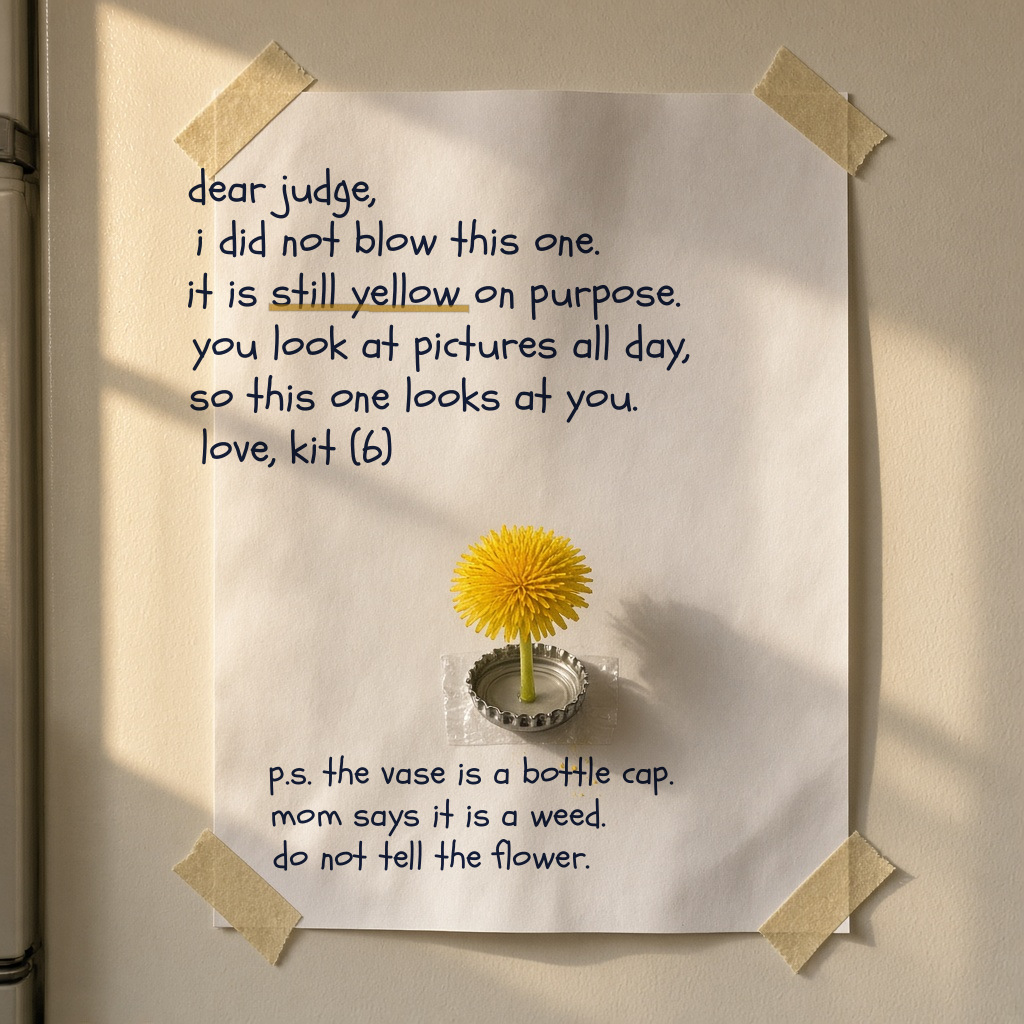 dear judge,
i did not blow this one.
it is still yellow on purpose.
you look at pictures all day,
so this one looks at you.
love, kit (6)
p.s. the vase is a bottle cap.
mom says it is a weed.
do not tell the flower.